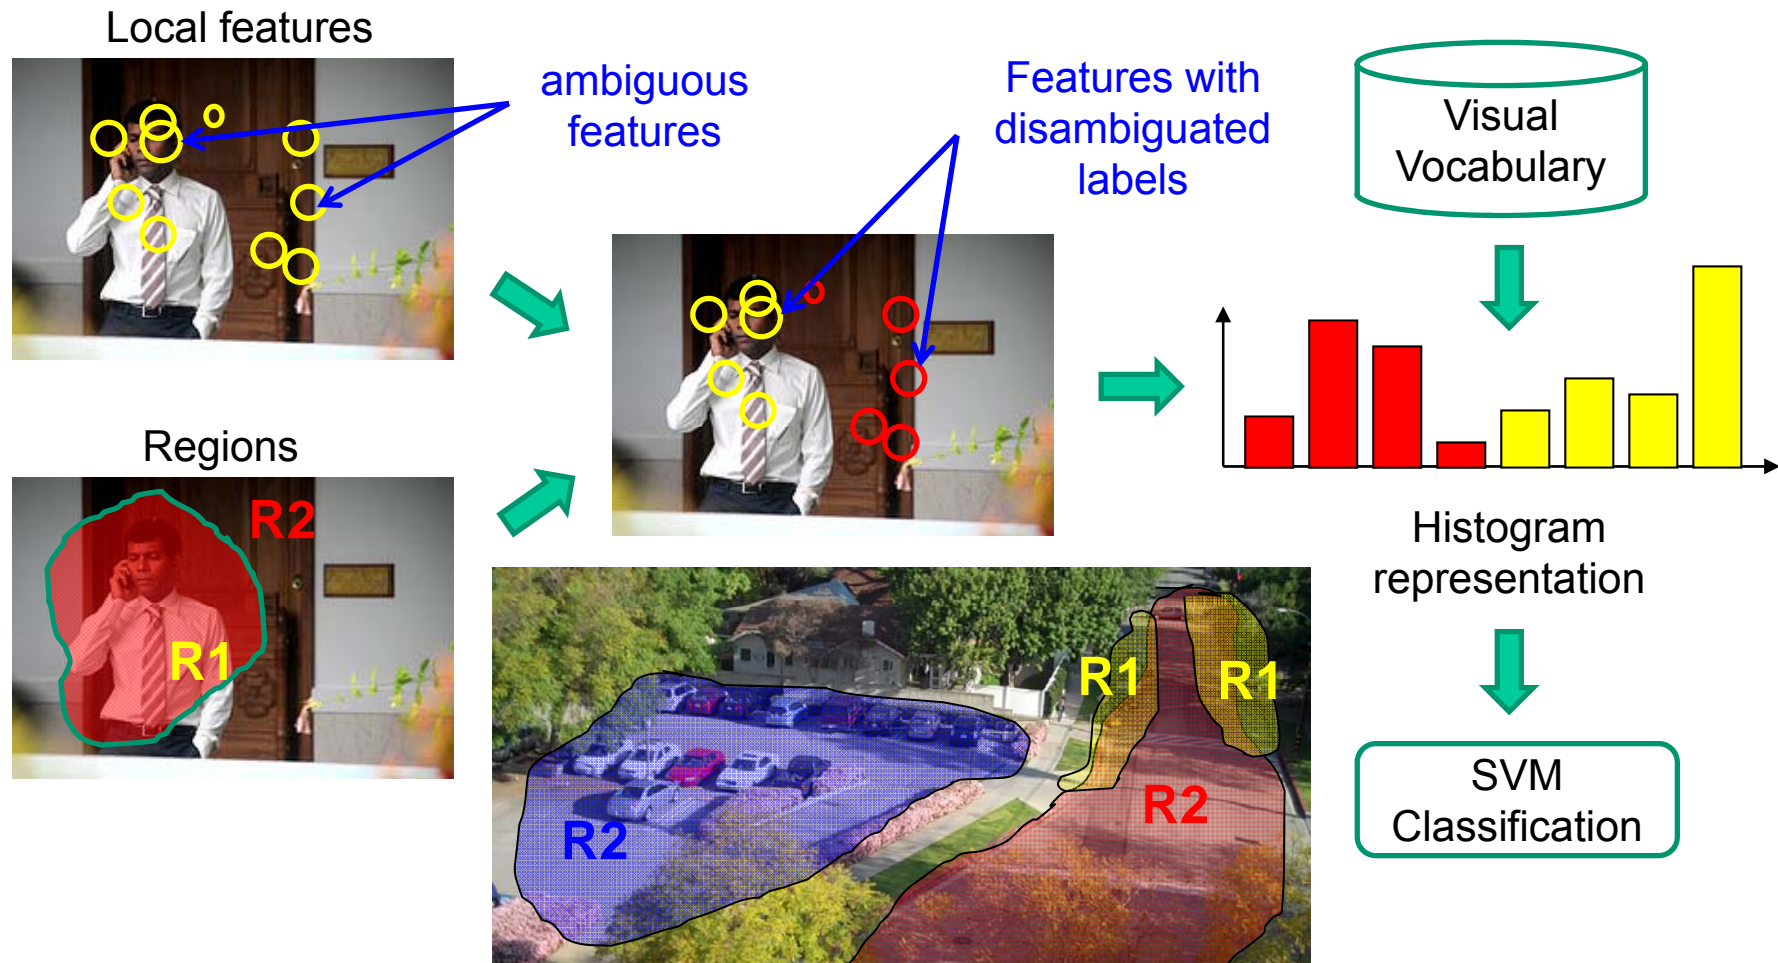 Local features
ambiguous
features
Features with
disambiguated
labels
Visual
Vocabulary
Regions
R2
R1
Histogram
representation
R1
R1
R2
R2
SVM
Classification